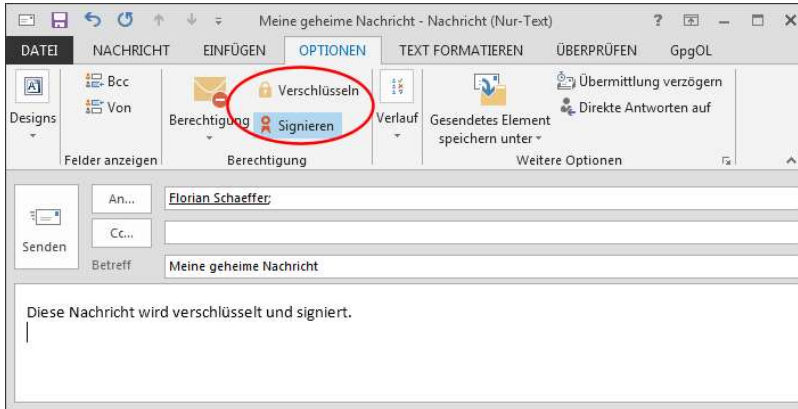 Meine geheime Nachricht - Nachricht (Nur-Text) ?
DATEI NACHRICHT EINFÜGEN OPTIONEN TEXT FORMATIEREN ÜBERPRÜFEN GpgOL
Designs
Bcc
Von
Felder anzeigen
Berechtigung
Verschlüsseln
Signieren
Berechtigung
Verlauf
Gesendetes Element
speichern unter
Übermittlung verzögern
Direkte Antworten auf
Weitere Optionen
Senden
An... Florian Schaeffer;
Cc...
Betreff Meine geheime Nachricht
Diese Nachricht wird verschlüsselt und signiert.